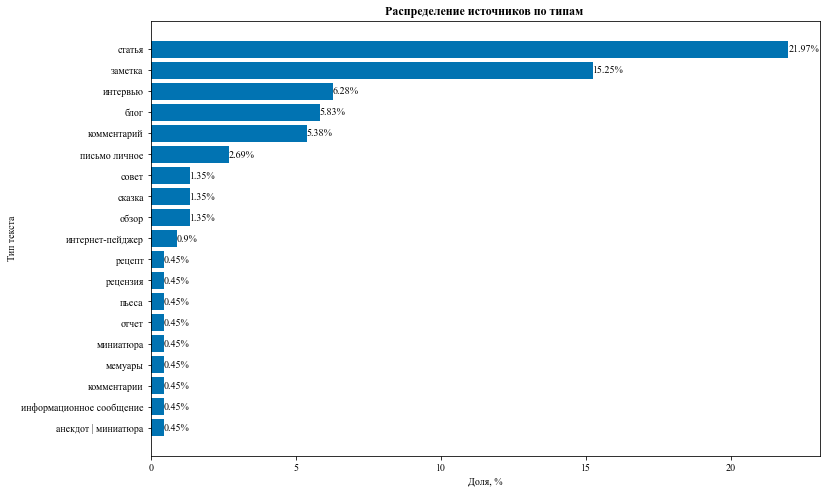 Распределение источников по типам
статья 21.97%
заметка 15.25%
интервью 6.28%
блог 5.83%
комментарий 5.38%
письмо личное 2.69%
совет 1.35%
сказка 1.35%
обзор 1.35%
интернет-пейджер 0.9%
рецепт 0.45%
рецензия 0.45%
пьеса 0.45%
отчет 0.45%
миниатюра 0.45%
мемуары 0.45%
комментарии 0.45%
информационное сообщение 0.45%
анекдот | миниатюра 0.45%
Тип текста
0 5 10 15 20
Доля, %